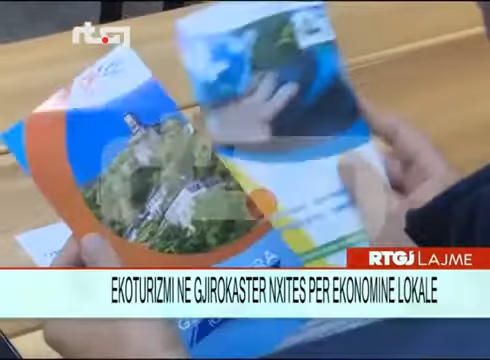 rtgj
RTGJ LAJME
EKOTURIZMI NE GJIROKASTER NXITES PER EKONOMINE LOKALE